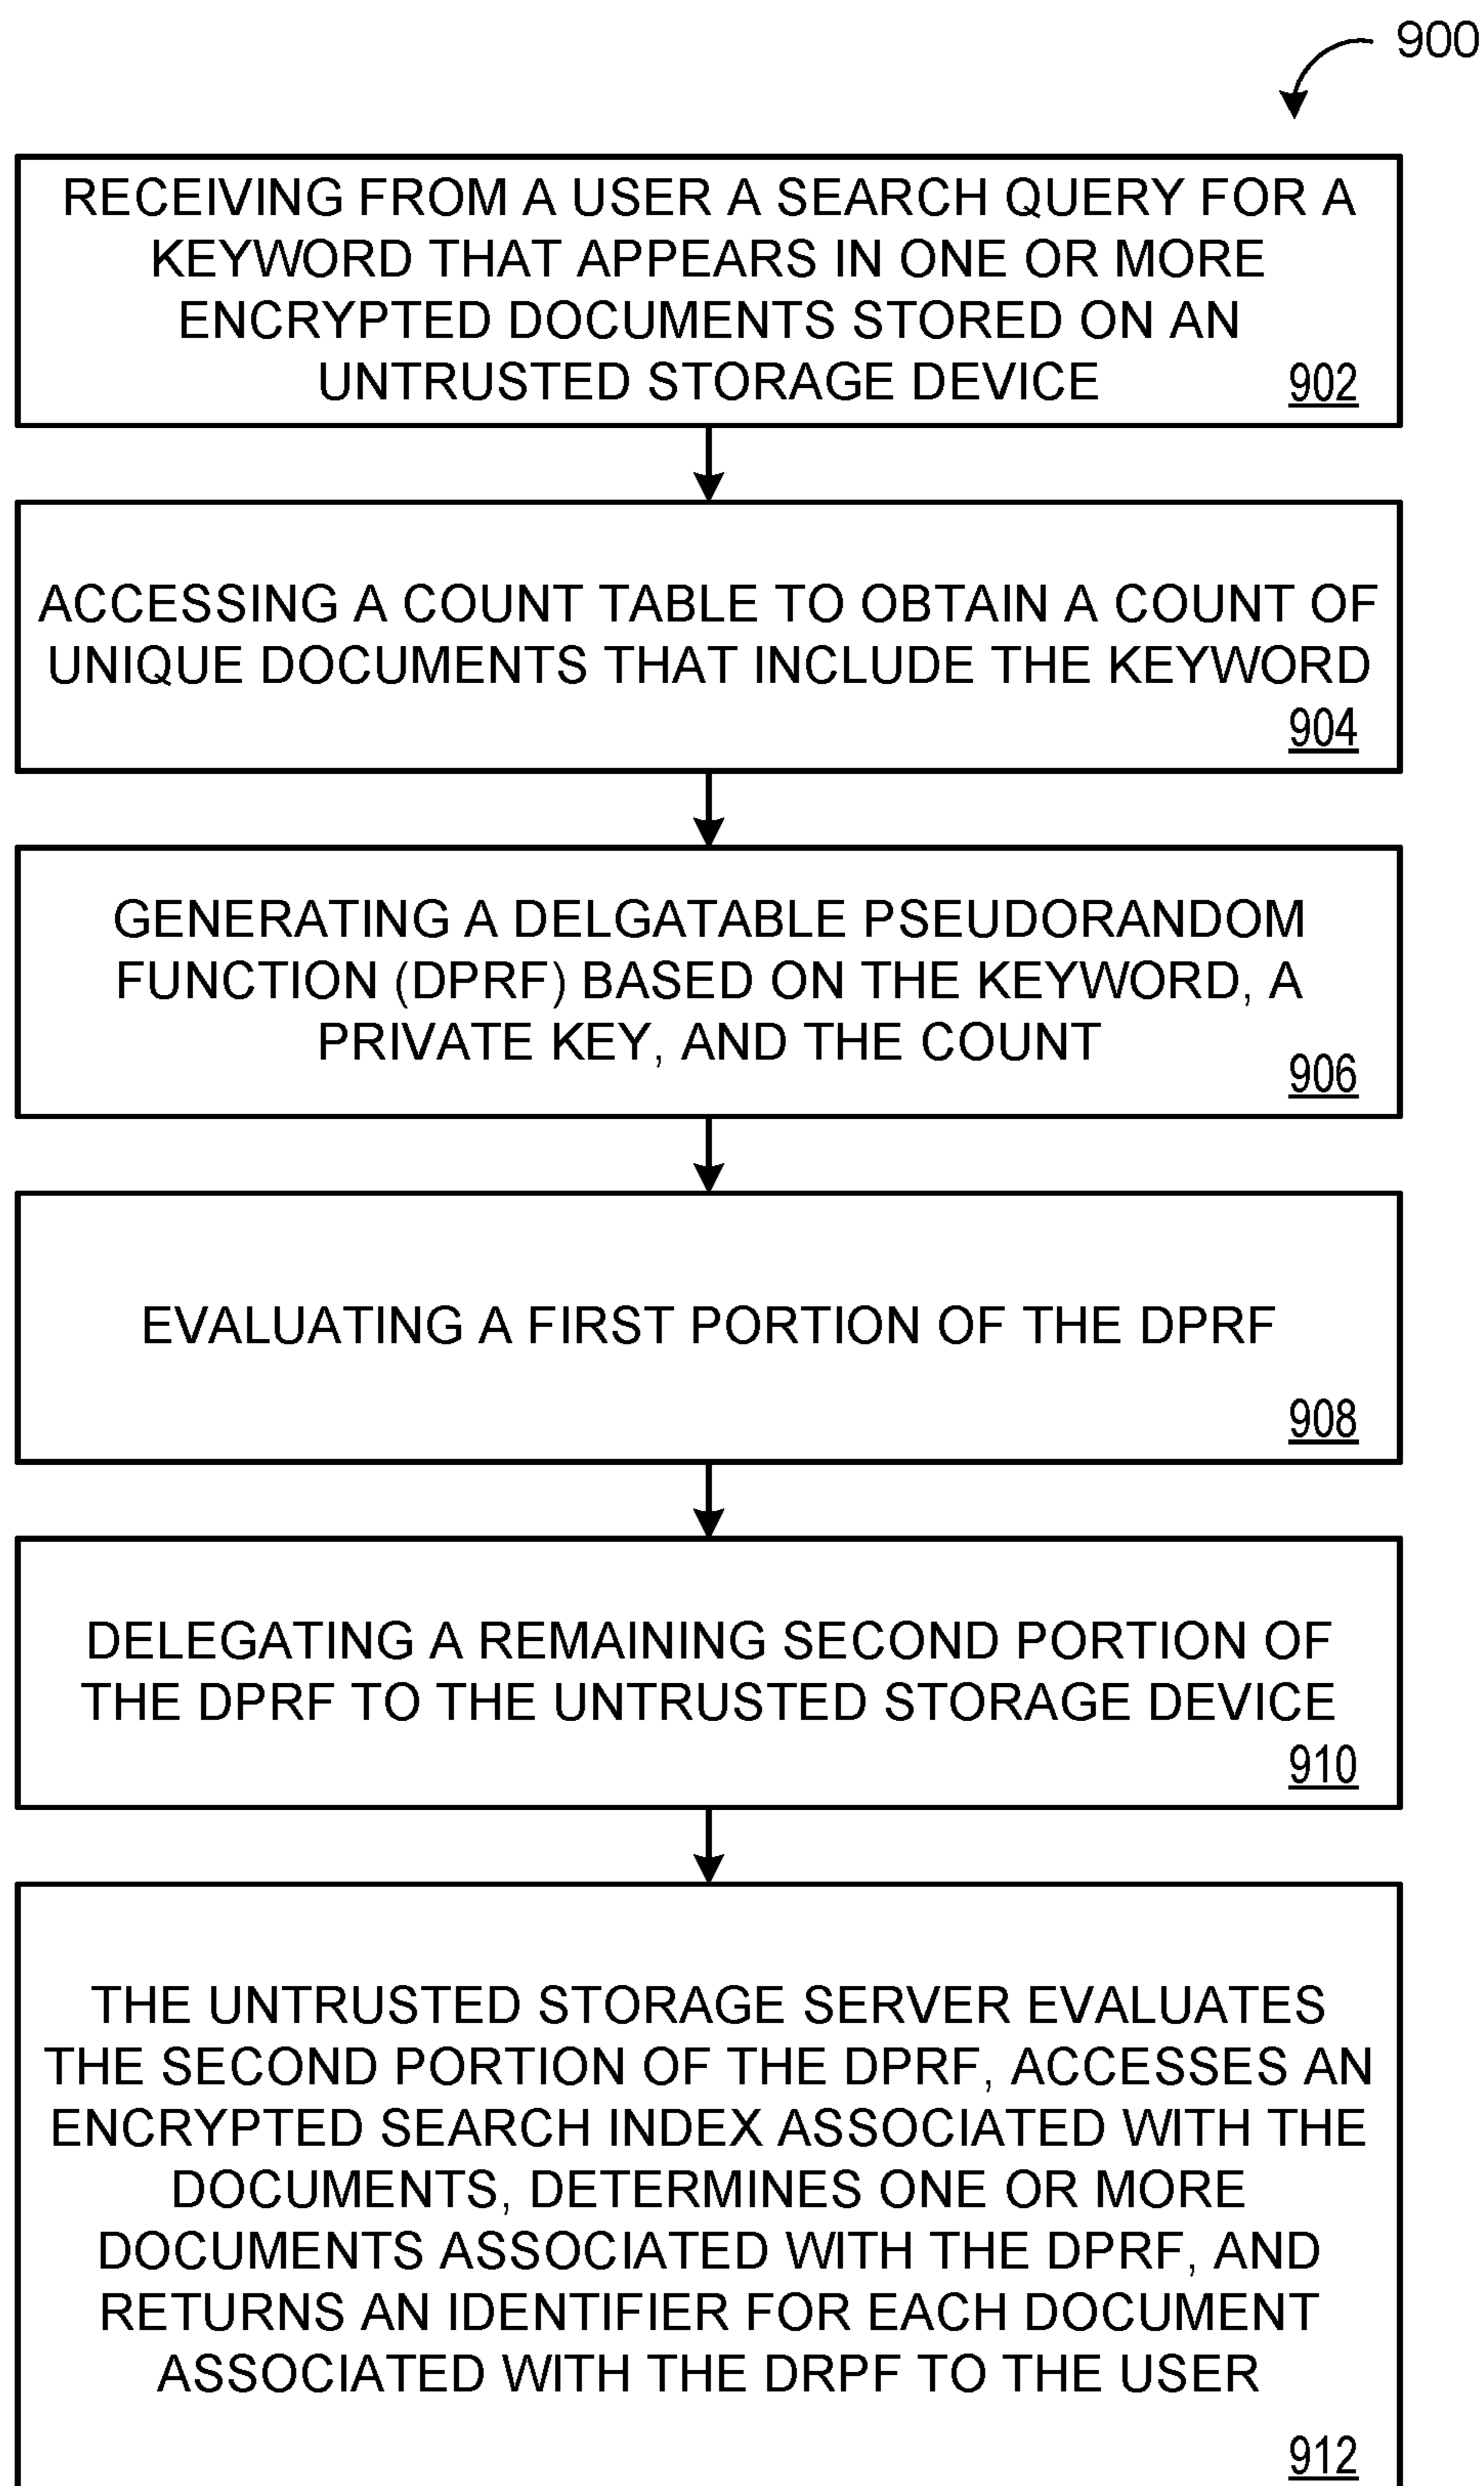 900
RECEIVING FROM A USER A SEARCH QUERY FOR A
KEYWORD THAT APPEARS IN ONE OR MORE
ENCRYPTED DOCUMENTS STORED ON AN
UNTRUSTED STORAGE DEVICE
902
ACCESSING A COUNT TABLE TO OBTAIN A COUNT OF
UNIQUE DOCUMENTS THAT INCLUDE THE KEYWORD
904
GENERATING A DELGATABLE PSEUDORANDOM
FUNCTION (DPRF) BASED ON THE KEYWORD, A
PRIVATE KEY, AND THE COUNT
906
EVALUATING A FIRST PORTION OF THE DPRF
908
DELEGATING A REMAINING SECOND PORTION OF
THE DPRF TO THE UNTRUSTED STORAGE DEVICE
910
THE UNTRUSTED STORAGE SERVER EVALUATES
THE SECOND PORTION OF THE DPRF, ACCESSES AN
ENCRYPTED SEARCH INDEX ASSOCIATED WITH THE
DOCUMENTS, DETERMINES ONE OR MORE
DOCUMENTS ASSOCIATED WITH THE DPRF, AND
RETURNS AN IDENTIFIER FOR EACH DOCUMENT
ASSOCIATED WITH THE DRPF TO THE USER
912